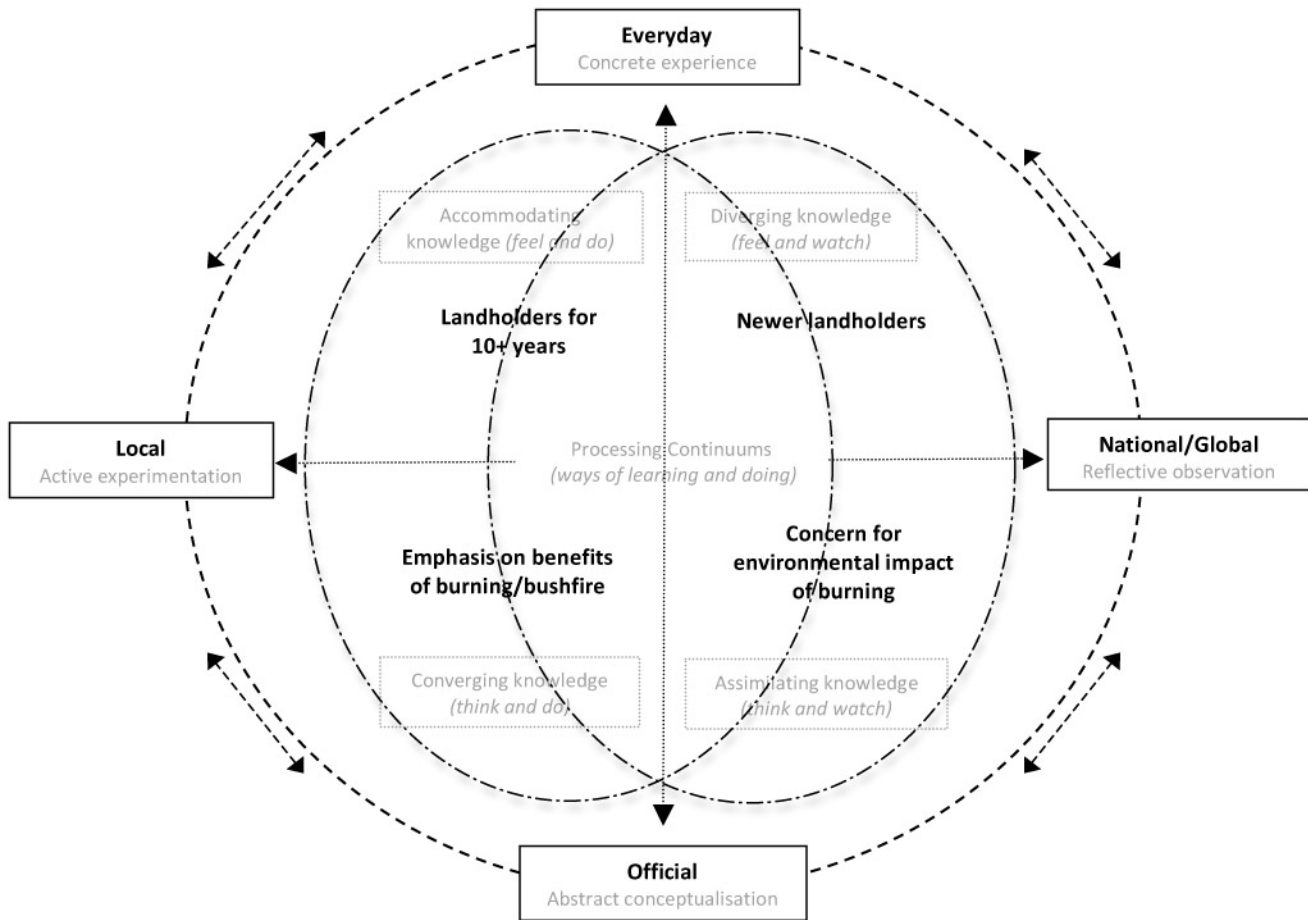 Everyday
Concrete experience
Accommodating
knowledge (feel and do)
Diverging knowledge
(feel and watch)
Landholders for
10+ years
Newer landholders
Local
Active experimentation
Processing Continuums
(ways of learning and doing)
National/Global
Reflective observation
Emphasis on benefits
of burning/bushfire
Concern for
environmental impact
of burning
Converging knowledge
(think and do)
Assimilating knowledge
(think and watch)
Official
Abstract conceptualisation